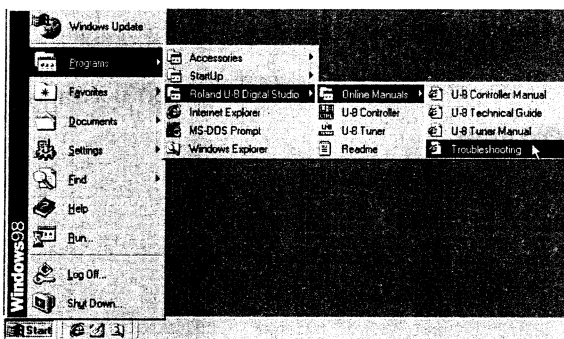 Windows Update
Programs
Favorites
Documents
Settings
Find
Help
Run...
Log Off...
Shut Down...
Windows98
Start
Accessories
StartUp
Roland U-8 Digital Studio
Internet Explorer
MS-DOS Prompt
Windows Explorer
Online Manuals
U-8 Controller
U-8 Tuner
Readme
U-8 Controller Manual
U-8 Technical Guide
U-8 Tuner Manual
Troubleshooting